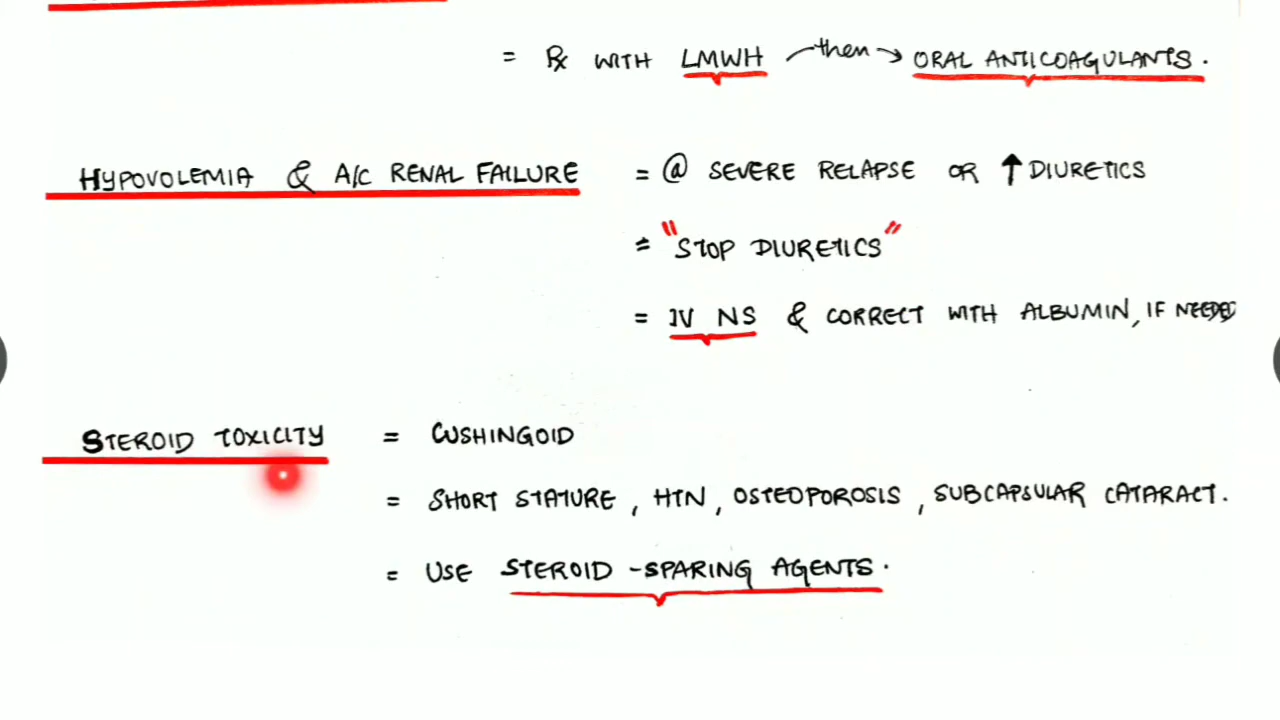 = Rx WITH LMWH then → ORAL ANTICOAGULANTS.
HYPOVOLEMIA & A/C RENAL FAILURE = @ SEVERE RELAPSE OR ↑ DIURETICS
= "STOP DIURETICS"
= IV NS & CORRECT WITH ALBUMIN, IF NEEDED
STEROID TOXICITY = CUSHINGOID
= SHORT STATURE, HTN, OSTEOPOROSIS, SUBCAPSULAR CATARACT.
= USE STEROID-SPARING AGENTS.